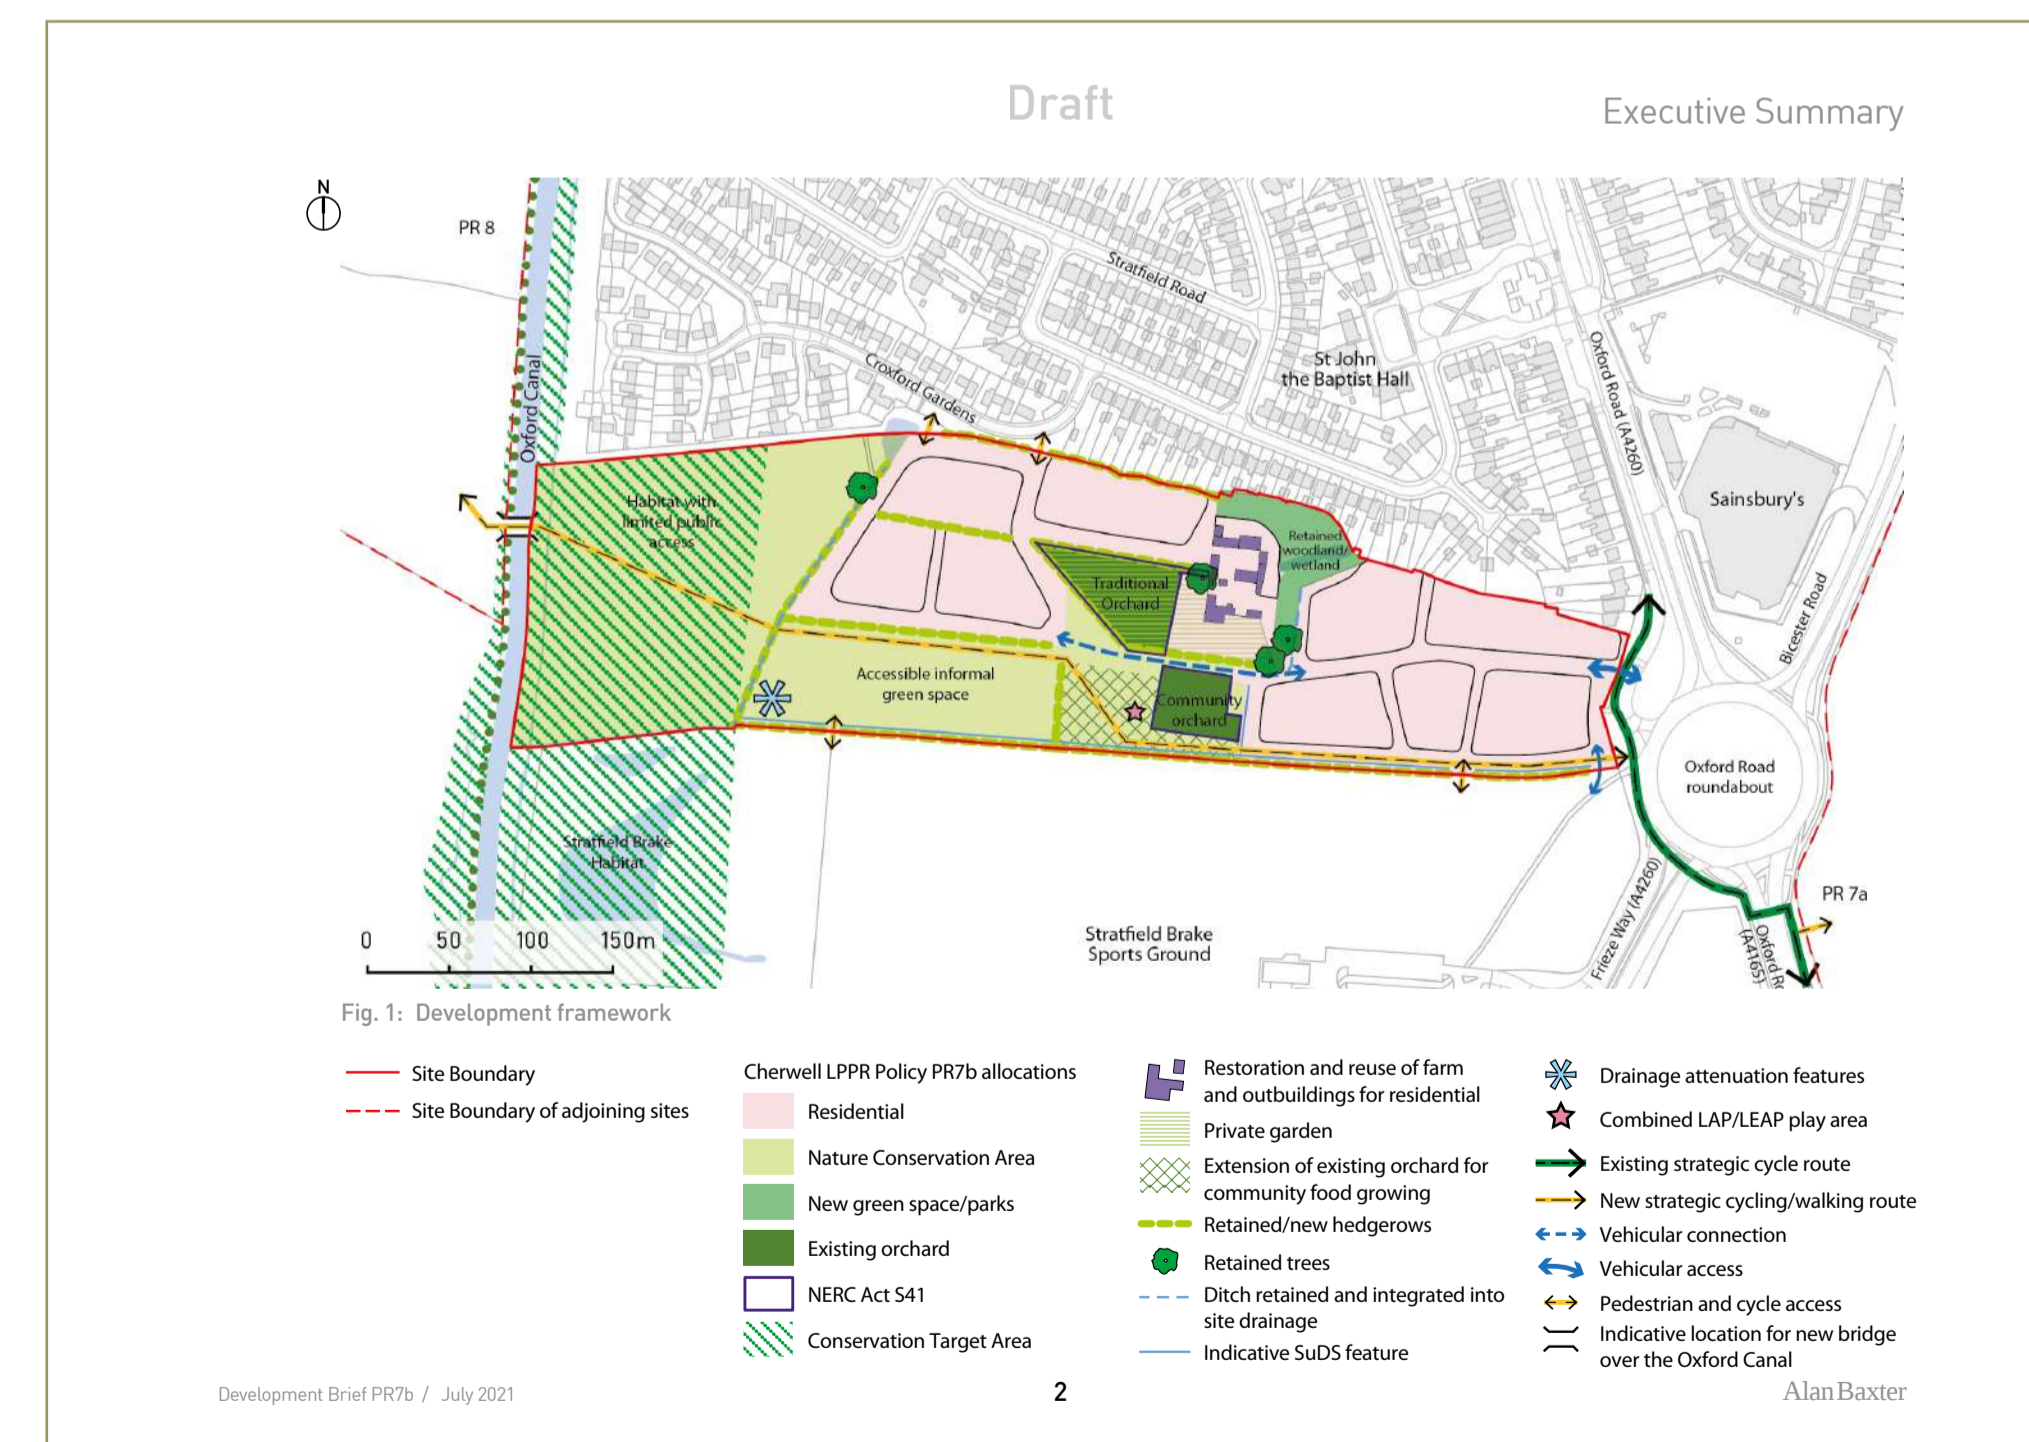 Draft
Executive Summary
N
PR 8
Stratfield Road
Oxford Canal
Croxford Gardens
St John
the Baptist Hall
Oxford Road (A4260)
Sainsbury's
Bicester Road
Habitat with
limited public
access
Retained
woodland/
wetland
Traditional
Orchard
Accessible informal
green space
Community
orchard
Oxford Road
roundabout
Stratfield Brake
Habitat
Stratfield Brake
Sports Ground
Frieze Way (A4260)
PR 7a
Oxford R
(A4165)
0 50 100 150m
Fig. 1: Development framework
Site Boundary
Site Boundary of adjoining sites
Cherwell LPPR Policy PR7b allocations
Residential
Nature Conservation Area
New green space/parks
Existing orchard
NERC Act S41
Conservation Target Area
Restoration and reuse of farm
and outbuildings for residential
Private garden
Extension of existing orchard for
community food growing
Retained/new hedgerows
Retained trees
Ditch retained and integrated into
site drainage
Indicative SuDS feature
Drainage attenuation features
Combined LAP/LEAP play area
Existing strategic cycle route
New strategic cycling/walking route
Vehicular connection
Vehicular access
Pedestrian and cycle access
Indicative location for new bridge
over the Oxford Canal
Development Brief PR7b / July 2021
2
Alan Baxter